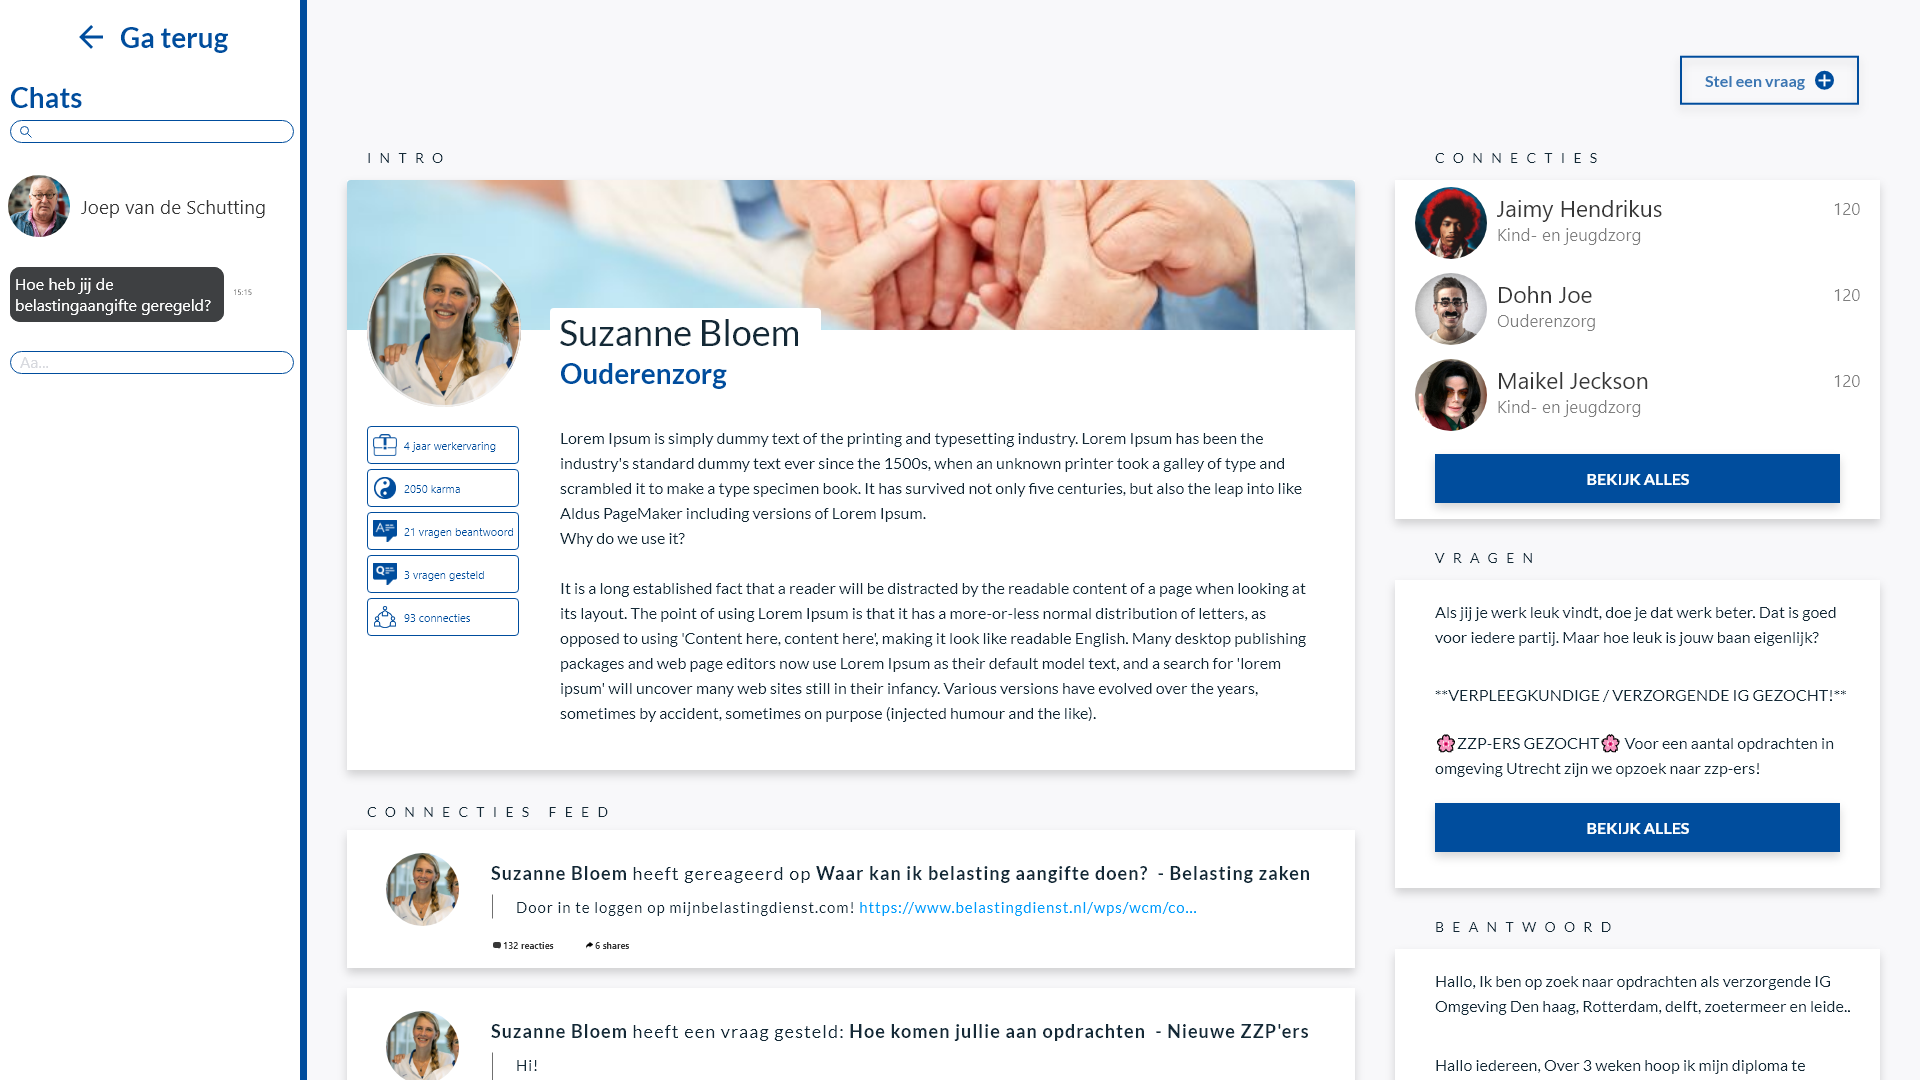 Ga terug
Chats
Joep van de Schutting
Hoe heb jij de
belastingaangifte geregeld?
15:15
Aa...
Stel een vraag
INTRO
Suzanne Bloem
Ouderenzorg
4 jaar werkervaring
2050 karma
21 vragen beantwoord
3 vragen gesteld
93 connecties
Lorem Ipsum is simply dummy text of the printing and typesetting industry. Lorem Ipsum has been the
industry's standard dummy text ever since the 1500s, when an unknown printer took a galley of type and
scrambled it to make a type specimen book. It has survived not only five centuries, but also the leap into like
Aldus PageMaker including versions of Lorem Ipsum.
Why do we use it?
It is a long established fact that a reader will be distracted by the readable content of a page when looking at
its layout. The point of using Lorem Ipsum is that it has a more-or-less normal distribution of letters, as
opposed to using 'Content here, content here', making it look like readable English. Many desktop publishing
packages and web page editors now use Lorem Ipsum as their default model text, and a search for 'lorem
ipsum' will uncover many web sites still in their infancy. Various versions have evolved over the years,
sometimes by accident, sometimes on purpose (injected humour and the like).
CONNECTIES FEED
Suzanne Bloem heeft gereageerd op Waar kan ik belasting aangifte doen? - Belasting zaken
Door in te loggen op mijnbelastingdienst.com! https://www.belastingdienst.nl/wps/wcm/co...
132 reacties 6 shares
Suzanne Bloem heeft een vraag gesteld: Hoe komen jullie aan opdrachten - Nieuwe ZZP'ers
Hi!
CONNECTIES
Jaimy Hendrikus 120
Kind- en jeugdzorg
Dohn Joe 120
Ouderenzorg
Maikel Jeckson 120
Kind- en jeugdzorg
BEKIJK ALLES
VRAGEN
Als jij je werk leuk vindt, doe je dat werk beter. Dat is goed
voor iedere partij. Maar hoe leuk is jouw baan eigenlijk?
**VERPLEEGKUNDIGE / VERZORGENDE IG GEZOCHT!**
🌸ZZP-ERS GEZOCHT🌸 Voor een aantal opdrachten in
omgeving Utrecht zijn we opzoek naar zzp-ers!
BEKIJK ALLES
BEANTWOORD
Hallo, Ik ben op zoek naar opdrachten als verzorgende IG
Omgeving Den haag, Rotterdam, delft, zoetermeer en leide..
Hallo iedereen, Over 3 weken hoop ik mijn diploma te